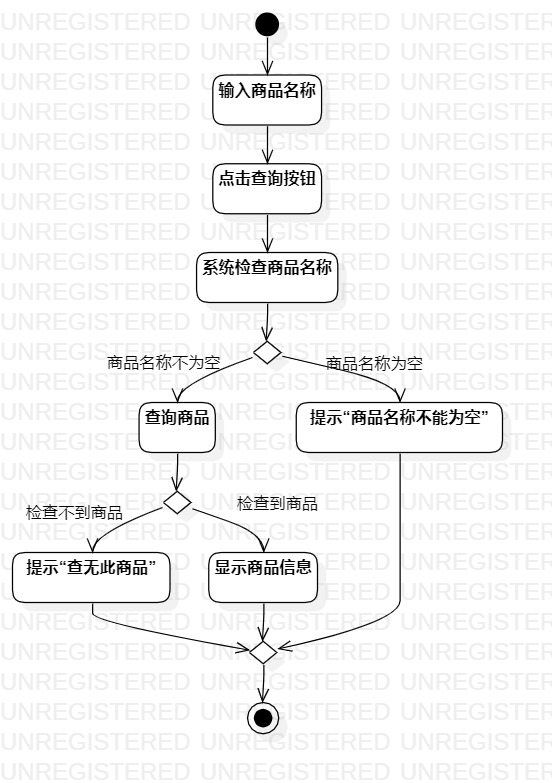 输入商品名称
点击查询按钮
系统检查商品名称
商品名称不为空
商品名称为空
查询商品
提示“商品名称不能为空”
检查不到商品
检查到商品
提示“查无此商品”
显示商品信息
UNREGISTERED